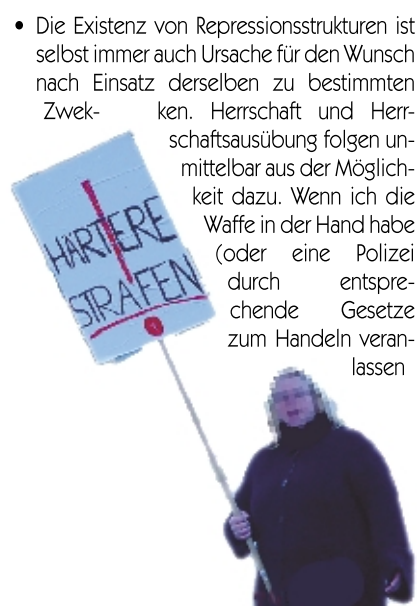 • Die Existenz von Repressionsstrukturen ist
selbst immer auch Ursache für den Wunsch
nach Einsatz derselben zu bestimmten
Zwek- ken. Herrschaft und Herr-
schaftsausübung folgen un-
mittelbar aus der Möglich-
keit dazu. Wenn ich die
Waffe in der Hand habe
(oder eine Polizei
durch entspre-
chende Gesetze
zum Handeln veran-
lassen
HÄRTERE
STRAFEN
!